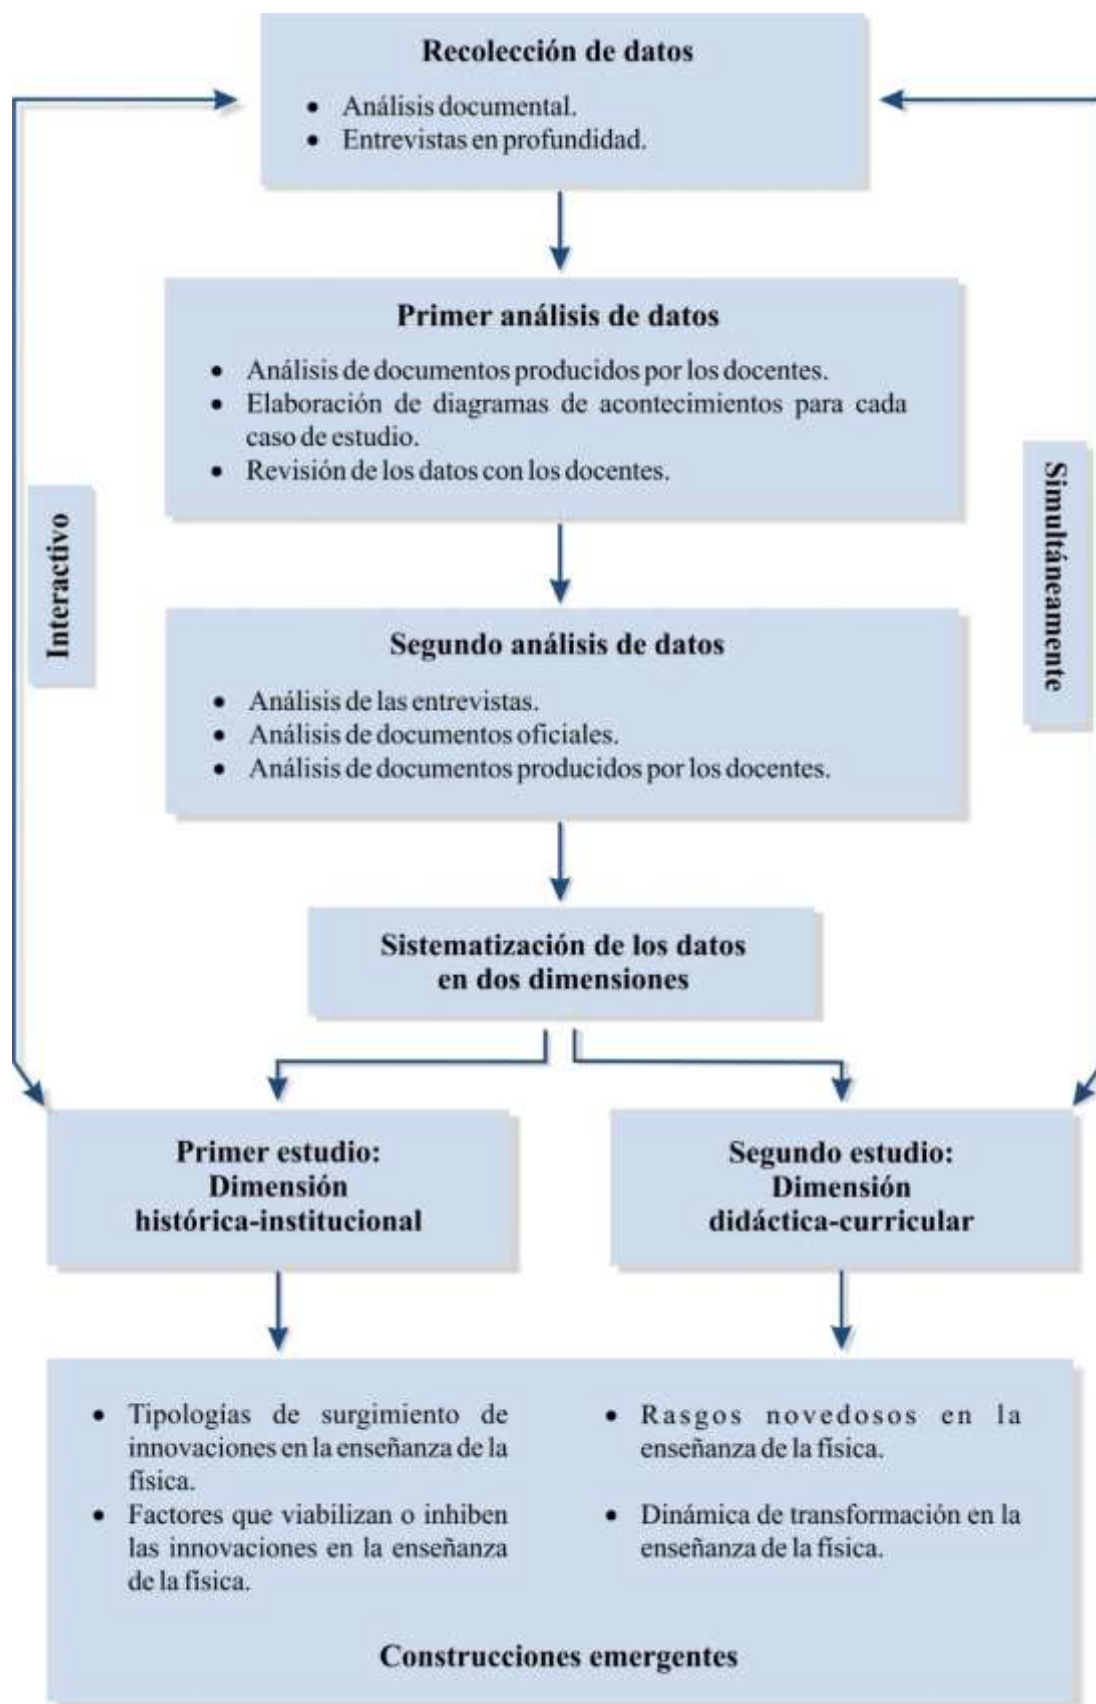 Recolección de datos
• Análisis documental.
• Entrevistas en profundidad.
Primer análisis de datos
• Análisis de documentos producidos por los docentes.
• Elaboración de diagramas de acontecimientos para cada
caso de estudio.
• Revisión de los datos con los docentes.
Interactivo
Simultáneamente
Segundo análisis de datos
• Análisis de las entrevistas.
• Análisis de documentos oficiales.
• Análisis de documentos producidos por los docentes.
Sistematización de los datos
en dos dimensiones
Primer estudio:
Dimensión
histórica-institucional
Segundo estudio:
Dimensión
didáctica-curricular
• Tipologías de surgimiento de
innovaciones en la enseñanza de la
física.
• Factores que viabilizan o inhiben
las innovaciones en la enseñanza
de la física.
• Rasgos novedosos en la
enseñanza de la física.
• Dinámica de transformación en la
enseñanza de la física.
Construcciones emergentes